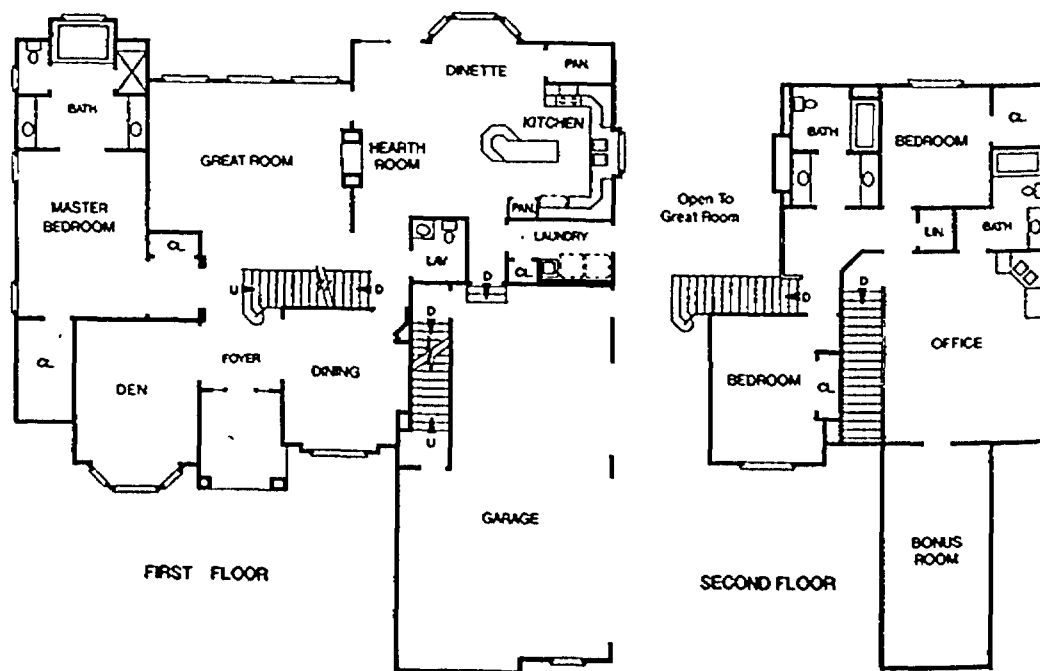 DINETTE
PAN.
BATH
KITCHEN
GREAT ROOM
HEARTH
ROOM
MASTER
BEDROOM
PAN.
LAUNDRY
CL.
LAV
CL
D
U
D
D
CL
FOYER
DEN
DINING
U
GARAGE
FIRST FLOOR
BATH
BEDROOM
CL.
Open To
Great Room
LIN.
BATH
D
D
OFFICE
BEDROOM
CL.
BONUS
ROOM
SECOND FLOOR